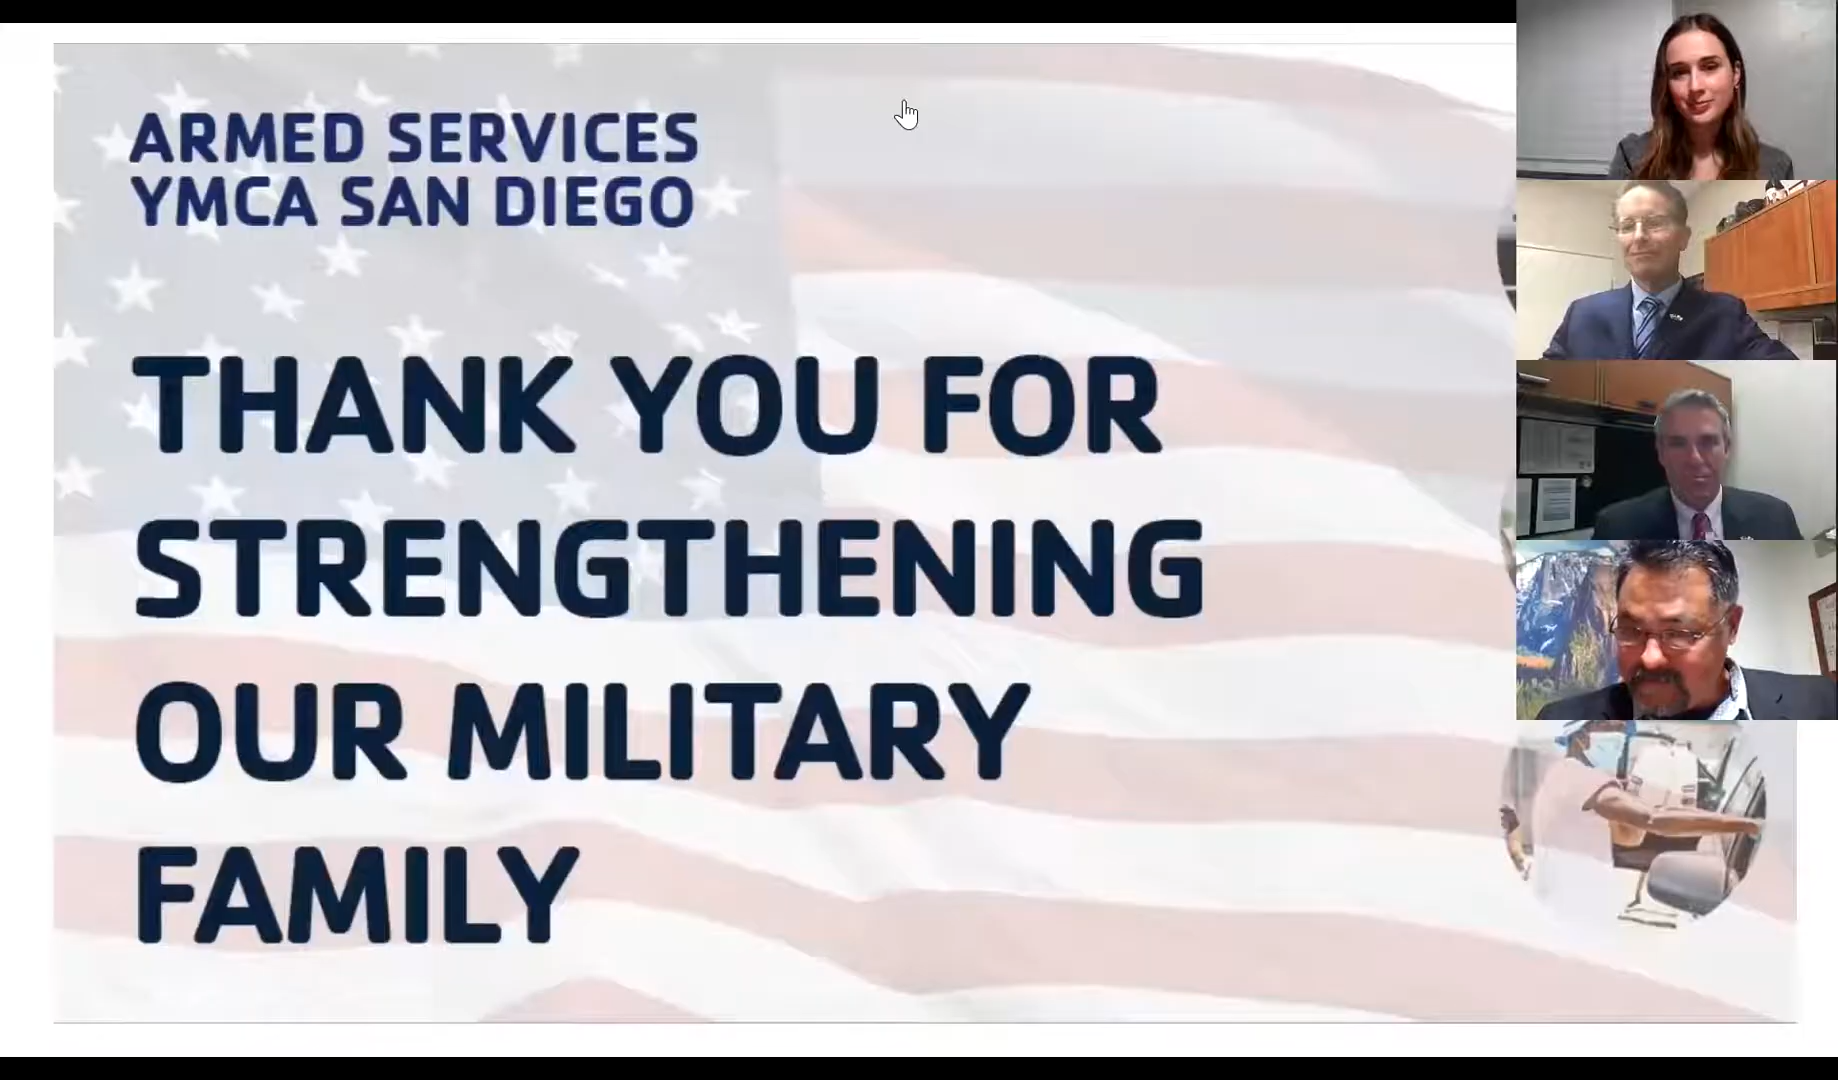 ARMED SERVICES
YMCA SAN DIEGO
THANK YOU FOR
STRENGTHENING
OUR MILITARY
FAMILY